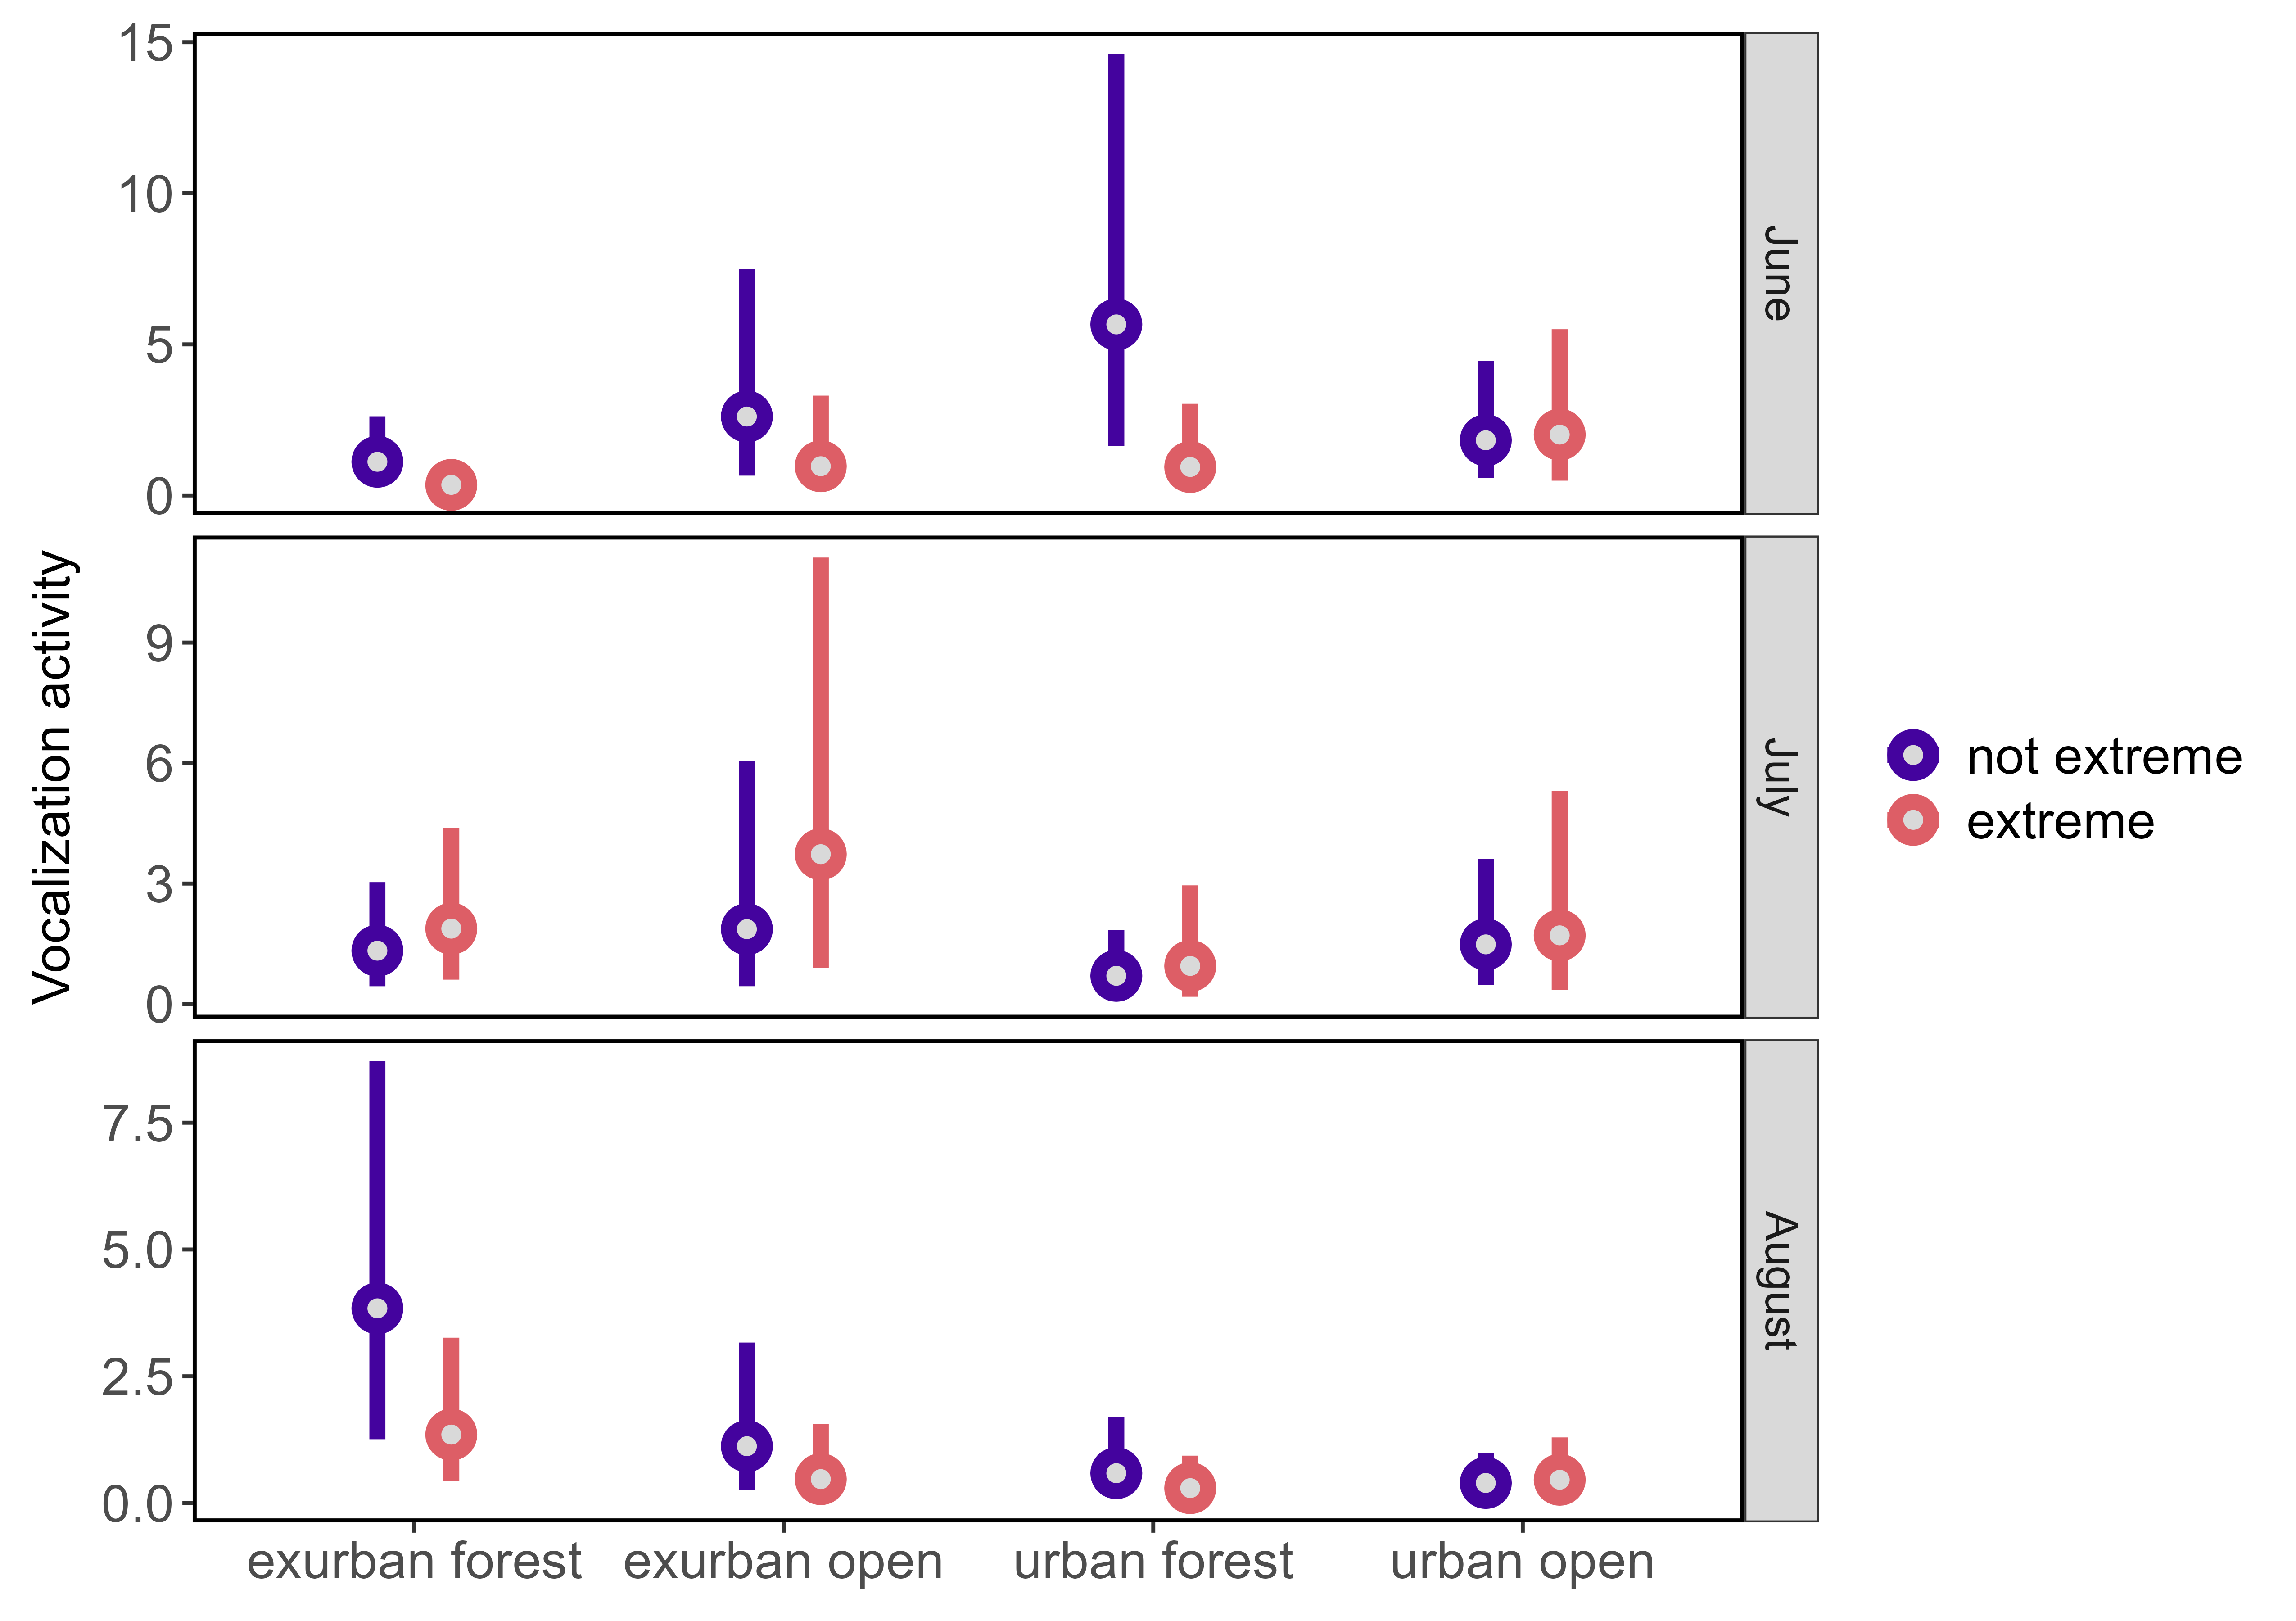 Vocalization activity
15
10
5
0
June
9
6
3
0
July
7.5
5.0
2.5
0.0
August
exurban forest exurban open urban forest urban open
not extreme
extreme